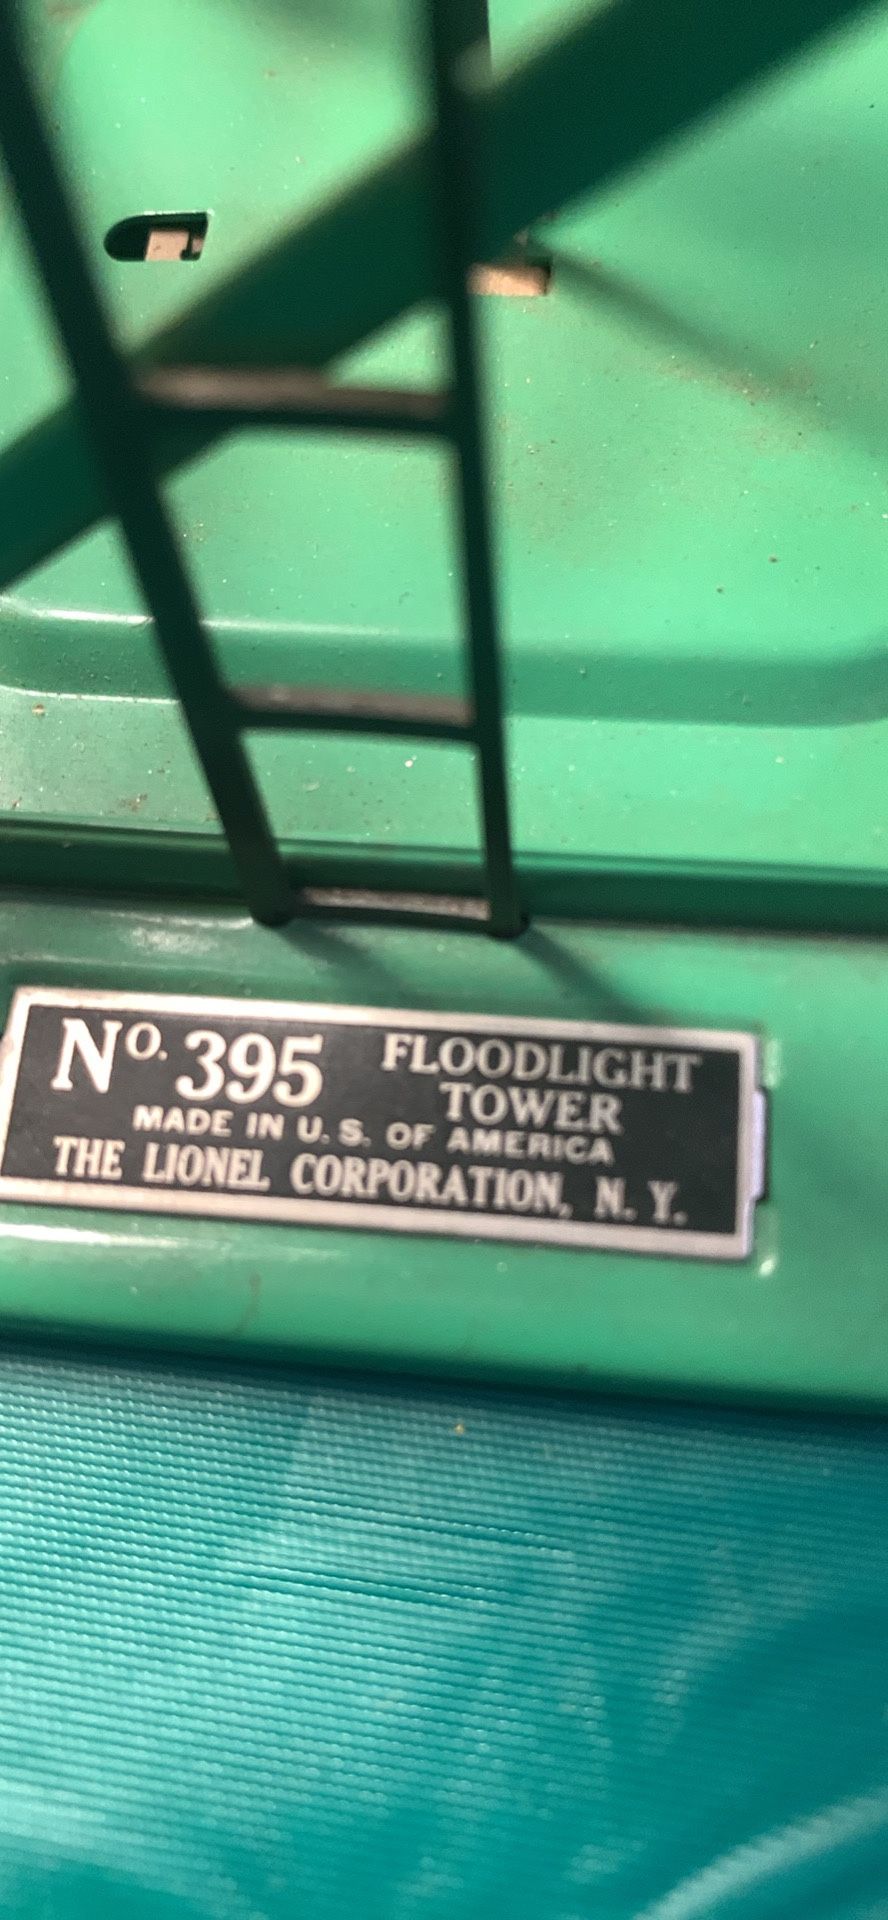 No. 395 FLOODLIGHT
TOWER
MADE IN U. S. OF AMERICA
THE LIONEL CORPORATION, N. Y.